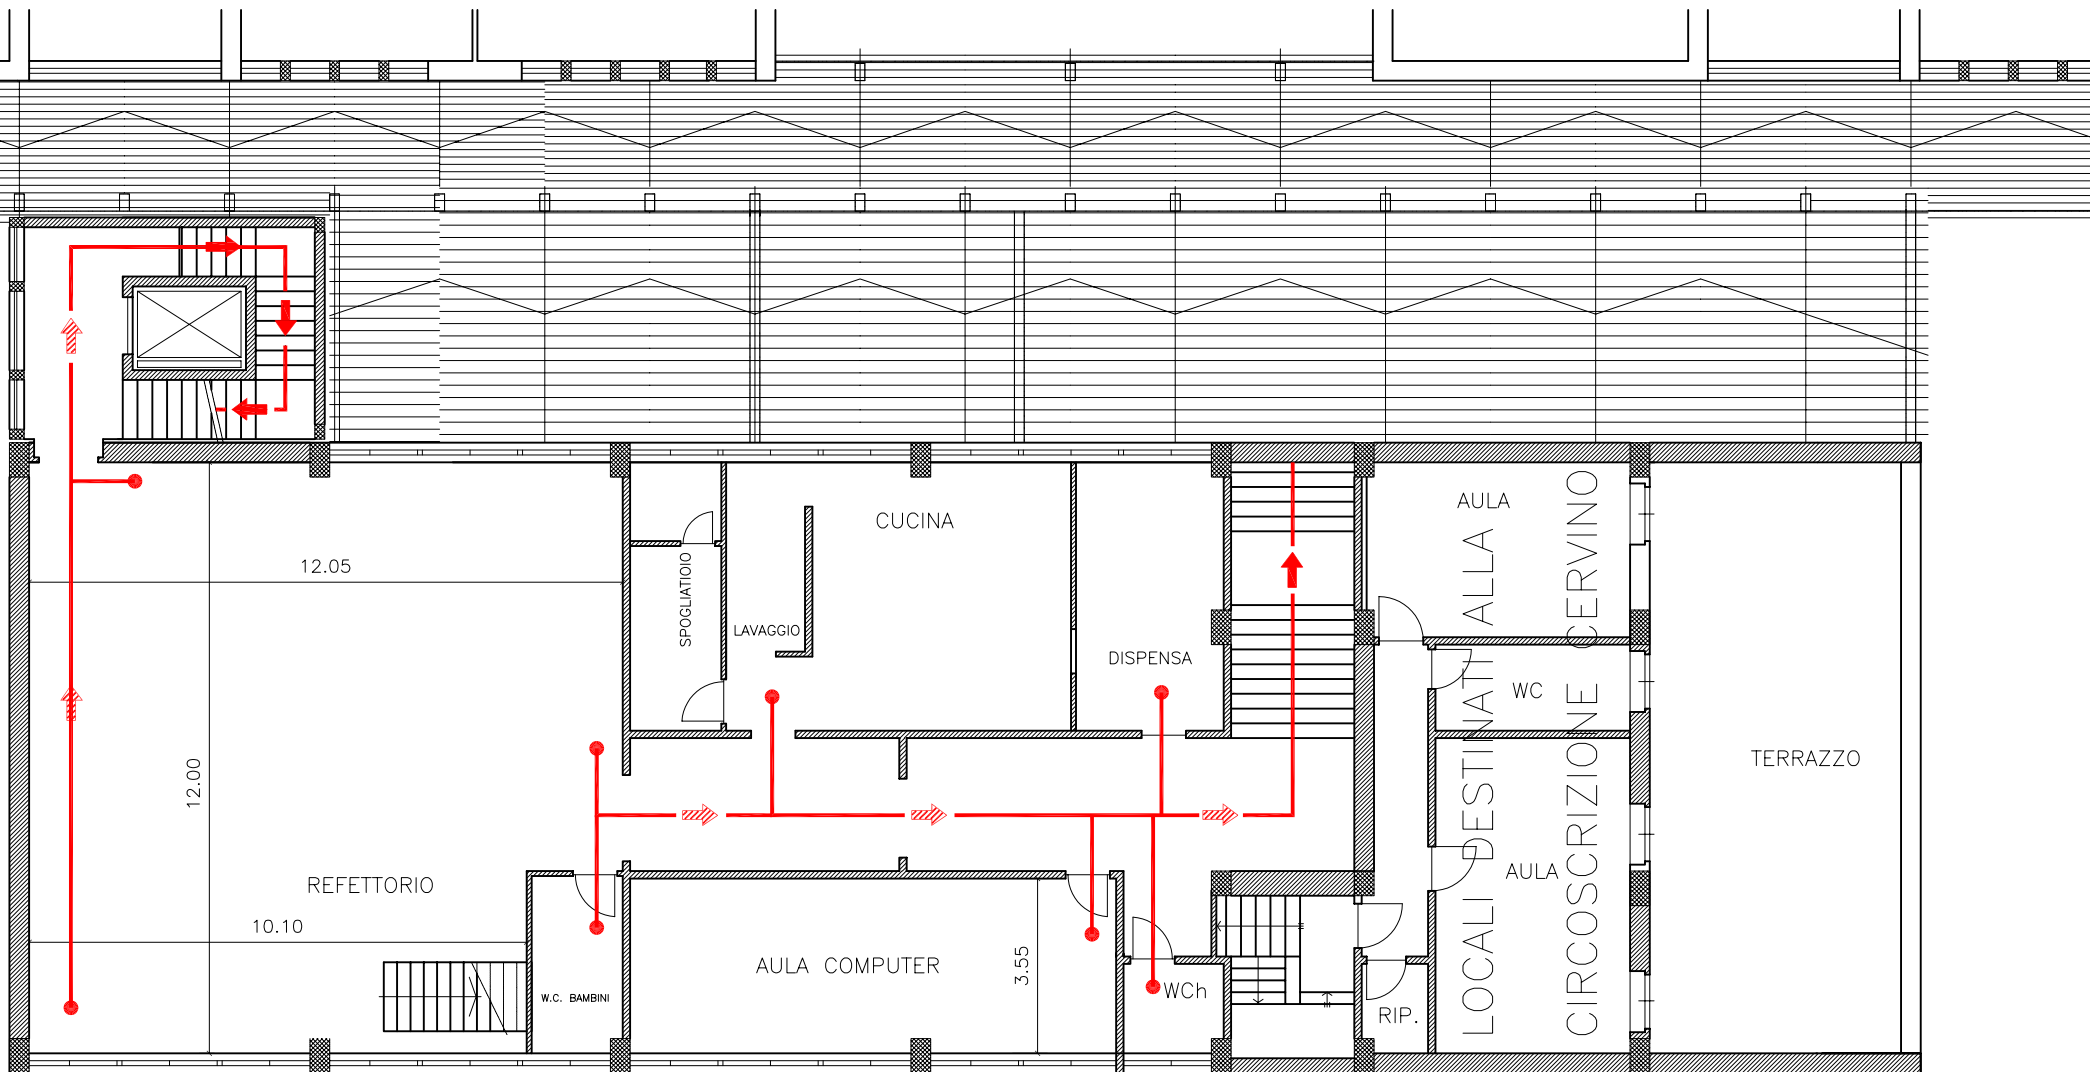 AULA
CUCINA
12.05
SPOGLIATIOIO
LAVAGGIO
DISPENSA
WC
TERRAZZO
12.00
REFETTORIO
AULA
10.10
AULA COMPUTER
3.55
W.C. BAMBINI
WCh
RIP.
LOCALI DESTINATI ALLA
CIRCOSCRIZIONE CERVINO